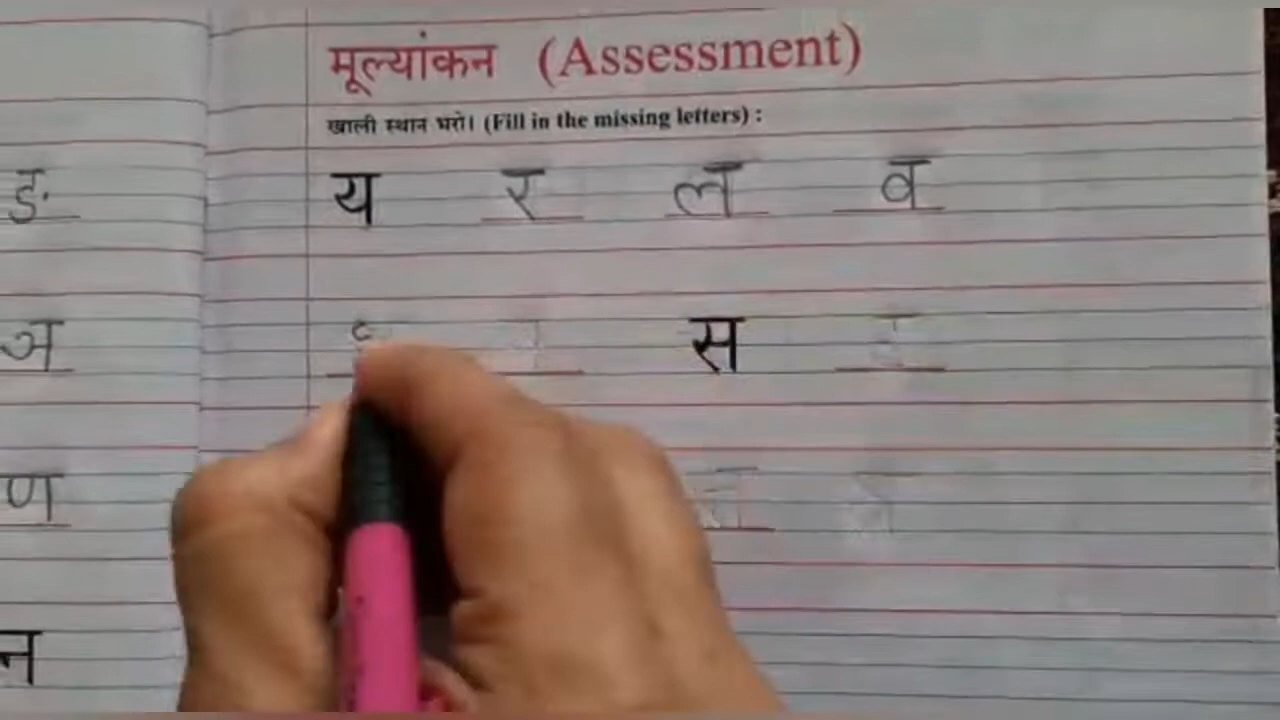 मूल्यांकन (Assessment)
खाली स्थान भरो। (Fill in the missing letters) :
ङ य र ल व
ञ स
ण
न